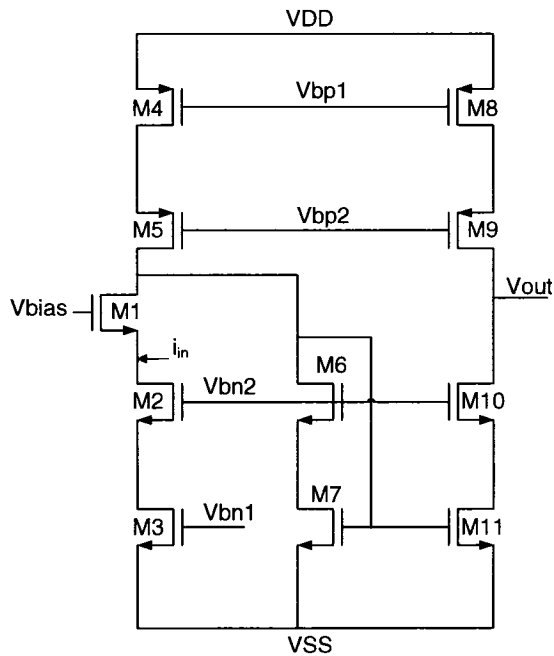 VDD
M4
Vbp1
M8
M5
Vbp2
M9
Vbias
M1
Vout
iin
M6
M2
Vbn2
M10
M7
M3
Vbn1
M11
VSS